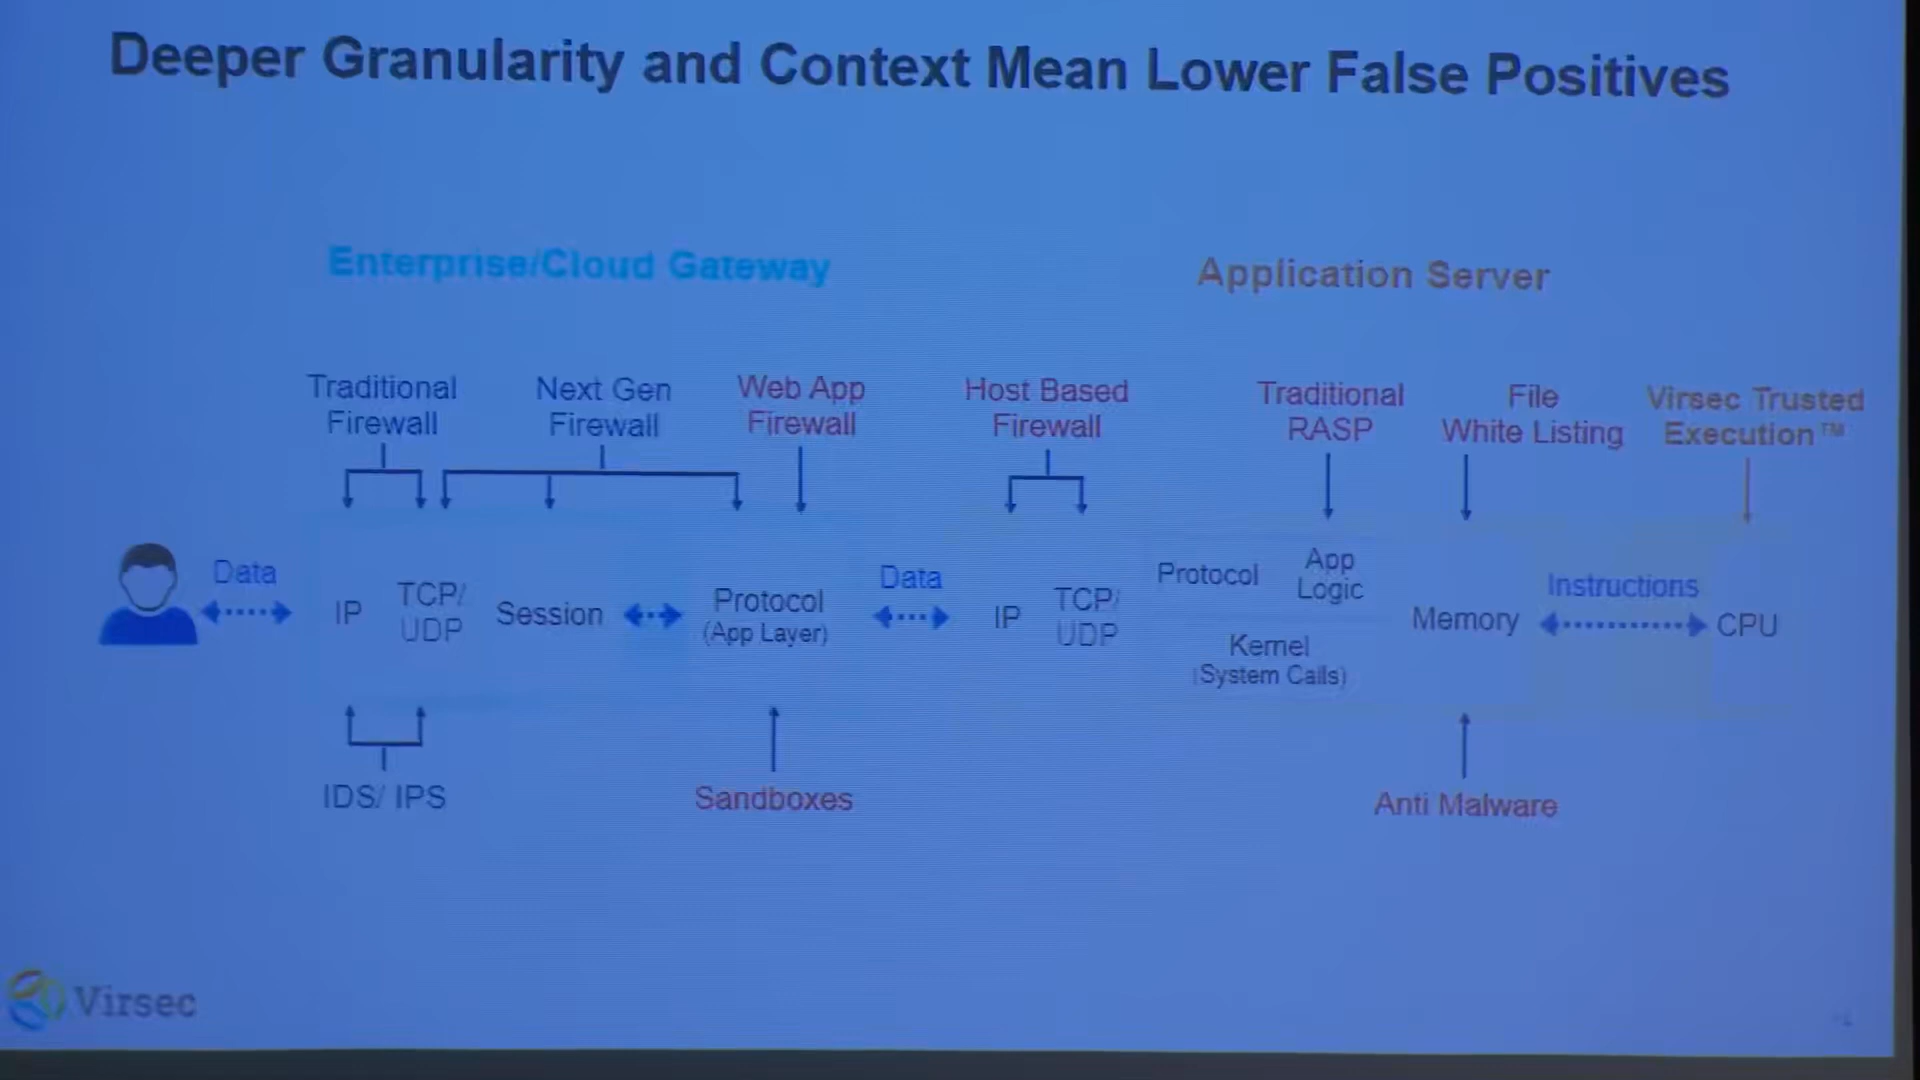 Deeper Granularity and Context Mean Lower False Positives
Enterprise/Cloud Gateway
Application Server
Traditional
Firewall
Next Gen
Firewall
Web App
Firewall
Host Based
Firewall
Traditional
RASP
File
White Listing
Virsec Trusted
Execution™
Data
IP
TCP/
UDP
Session
Protocol
(App Layer)
Data
IP
TCP/
UDP
Protocol
App
Logic
Kernel
(System Calls)
Memory
Instructions
CPU
IDS/ IPS
Sandboxes
Anti Malware
Virsec